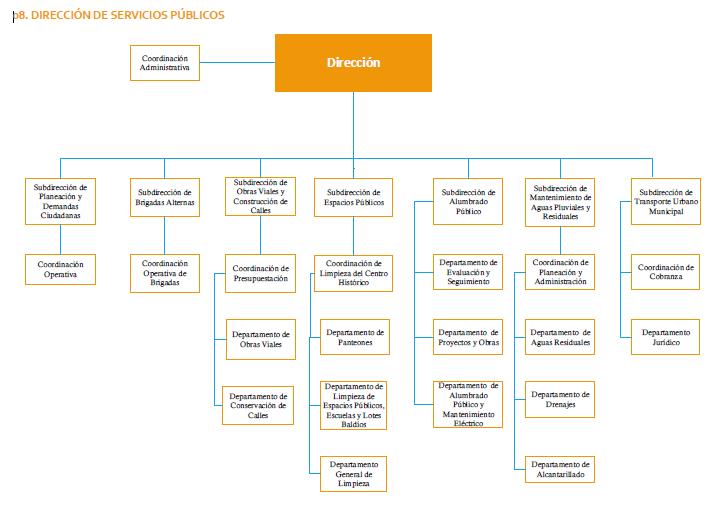 p8. DIRECCIÓN DE SERVICIOS PÚBLICOS
Coordinación
Administrativa
Dirección
Subdirección de
Planeación y
Demandas
Ciudadanas
Subdirección de
Brigadas Alternas
Subdirección de
Obras Viales y
Construcción de
Calles
Subdirección de
Espacios Públicos
Subdirección de
Alumbrado
Público
Subdirección de
Mantenimiento de
Aguas Pluviales y
Residuales
Subdirección de
Transporte Urbano
Municipal
Coordinación
Operativa
Coordinación
Operativa de
Brigadas
Coordinación de
Presupuestación
Coordinación de
Limpieza del Centro
Histórico
Departamento de
Evaluación y
Seguimiento
Coordinación de
Planeación y
Administración
Coordinación de
Cobranza
Departamento de
Obras Viales
Departamento de
Panteones
Departamento de
Proyectos y Obras
Departamento de
Aguas Residuales
Departamento
Jurídico
Departamento de
Conservación de
Calles
Departamento de
Limpieza de
Espacios Públicos,
Escuelas y Lotes
Baldíos
Departamento de
Alumbrado
Público y
Mantenimiento
Eléctrico
Departamento de
Drenajes
Departamento
General de
Limpieza
Departamento de
Alcantarillado